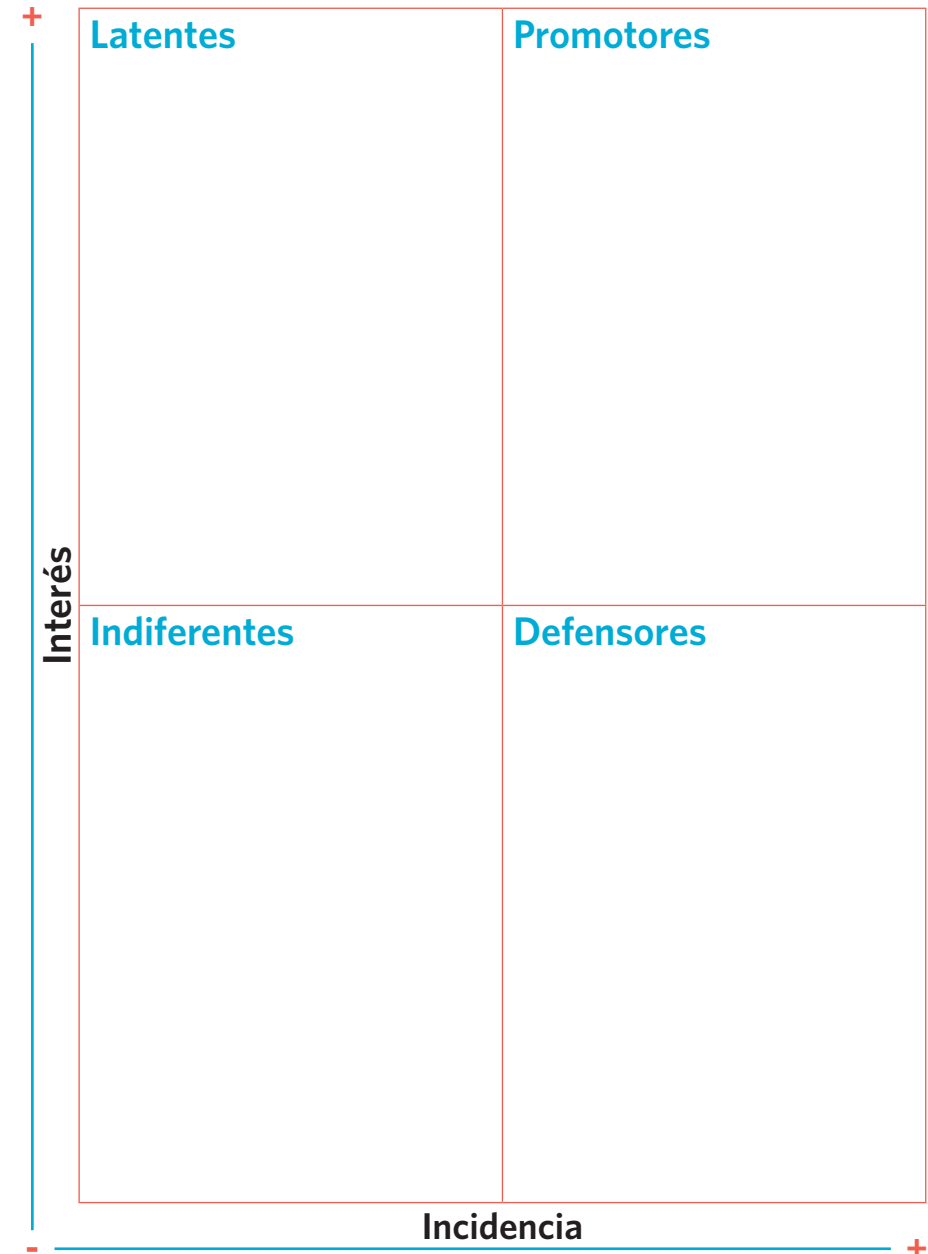 +
Latentes
Promotores
Interés
Indiferentes
Defensores
Incidencia
-
+